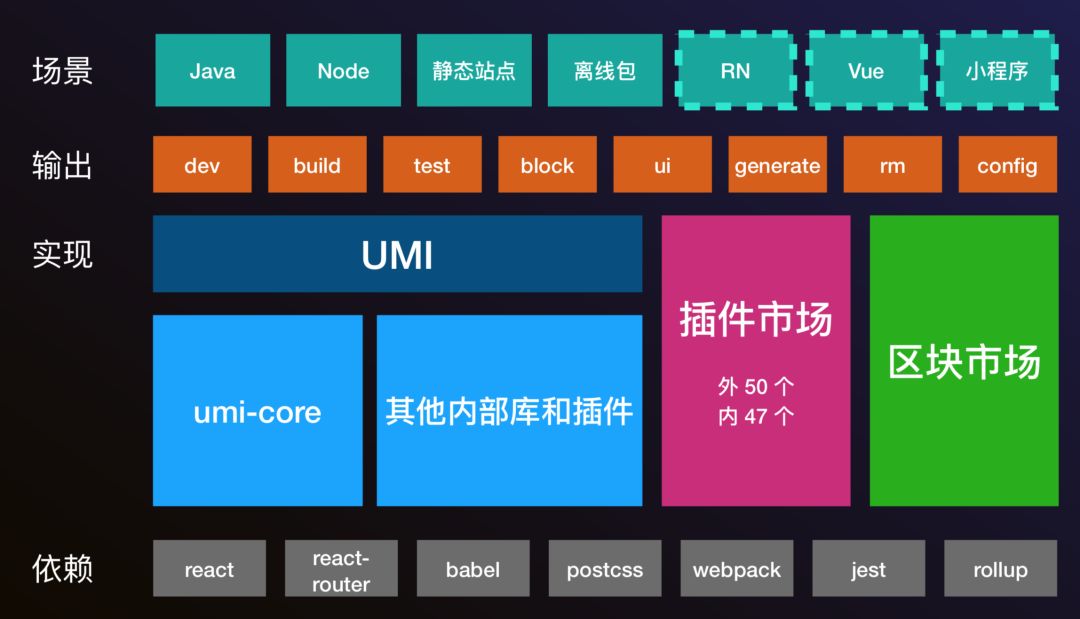 场景
Java
Node
静态站点
离线包
RN
Vue
小程序
输出
dev
build
test
block
ui
generate
rm
config
实现
UMI
插件市场
外 50 个
内 47 个
区块市场
umi-core
其他内部库和插件
依赖
react
react-
router
babel
postcss
webpack
jest
rollup